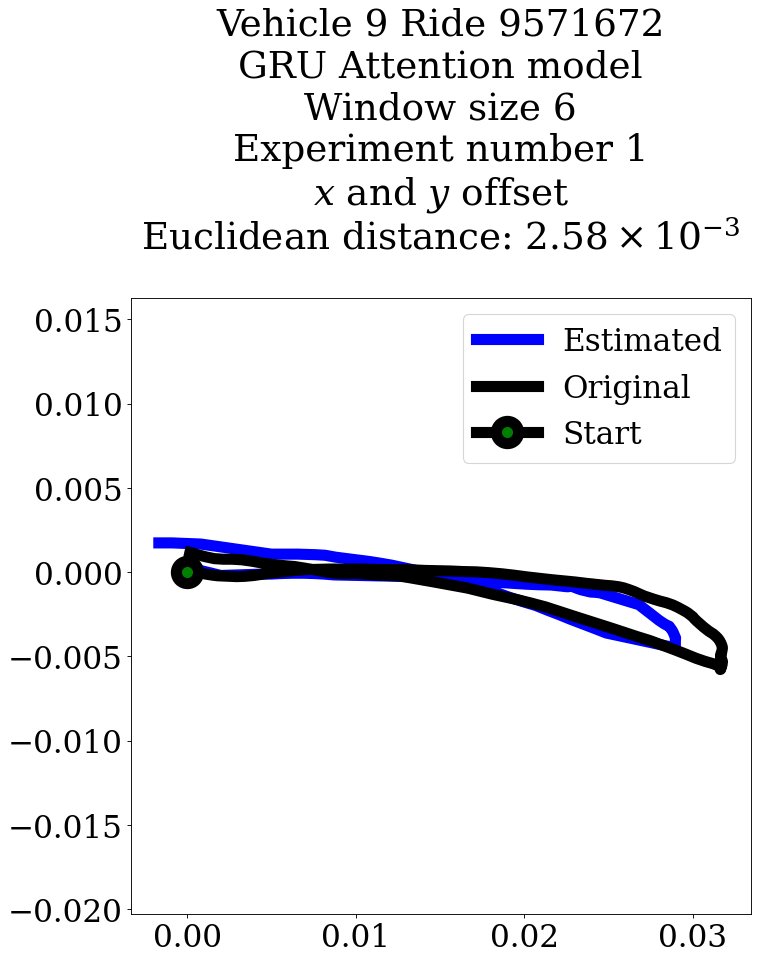 Vehicle 9 Ride 9571672
GRU Attention model
Window size 6
Experiment number 1
x and y offset
Euclidean distance: 2.58 × 10⁻³
Estimated
Original
Start
0.015
0.010
0.005
0.000
−0.005
−0.010
−0.015
−0.020
0.00 0.01 0.02 0.03